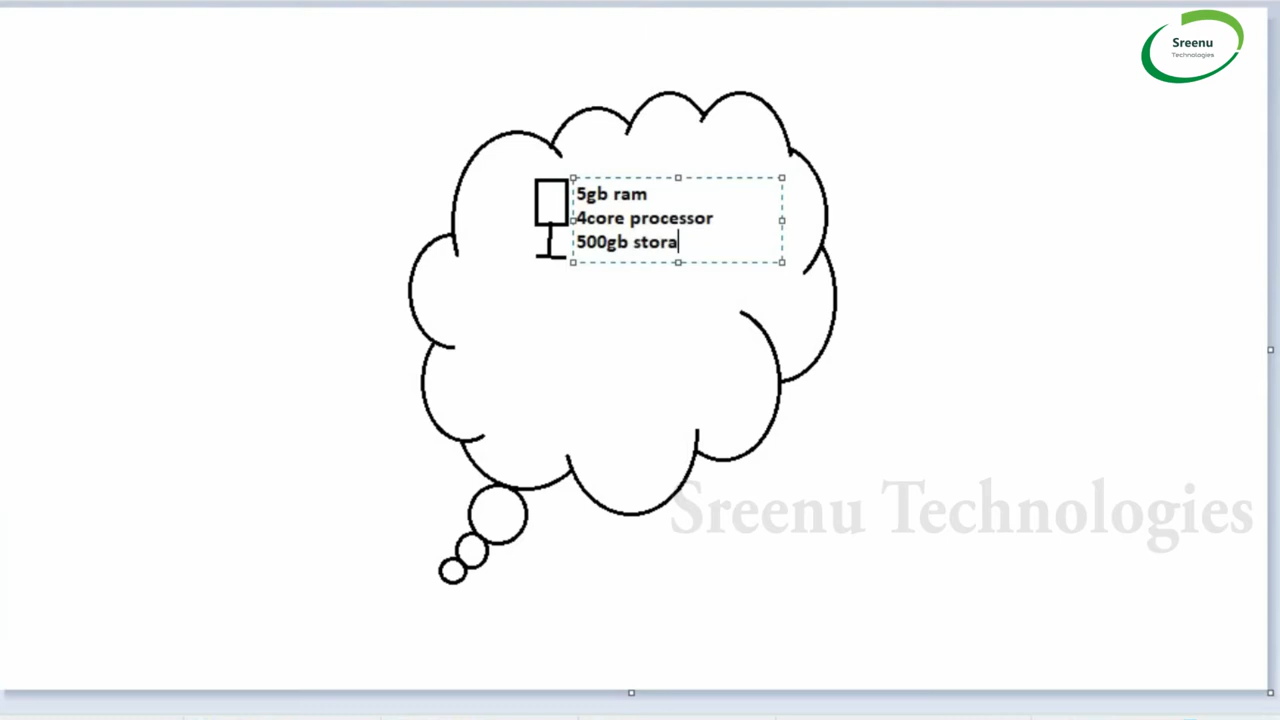 Sreenu
Technologies
5gb ram
4core processor
500gb stora
Sreenu Technologies